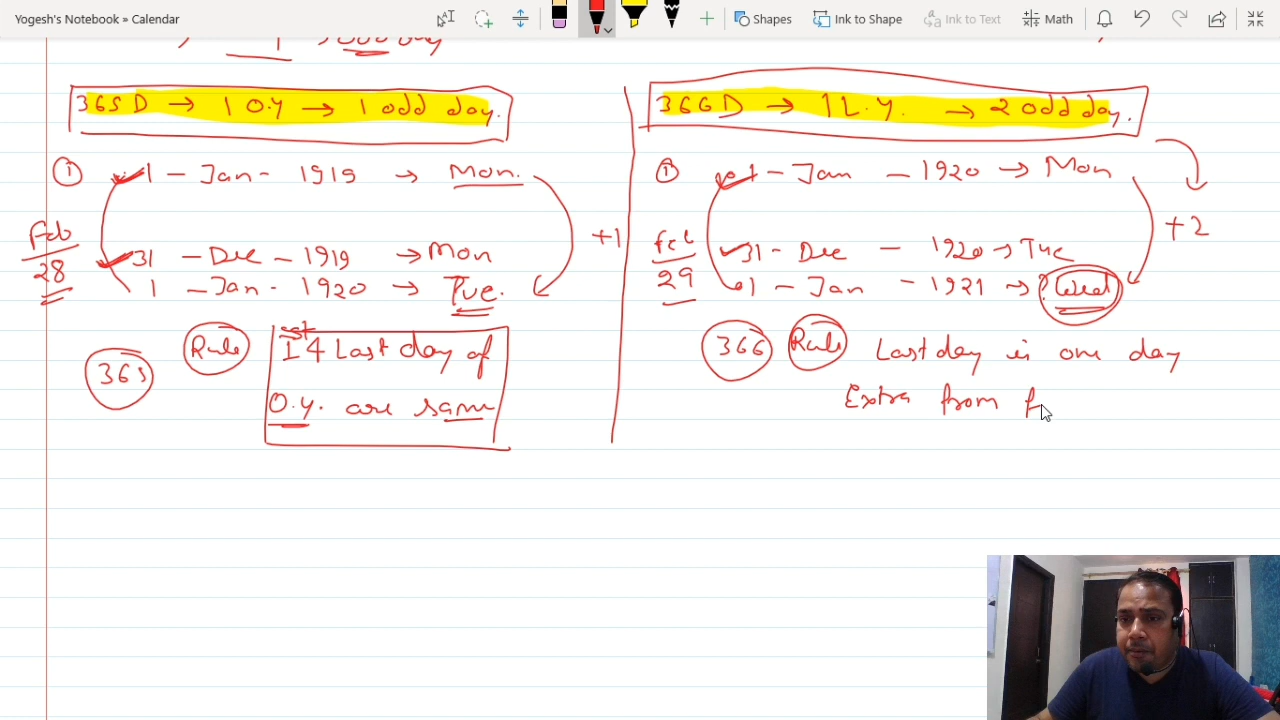 Yogesh's Notebook » Calendar
Shapes Ink to Shape Ink to Text Math
365 D → 1 O.Y → 1 odd day.
① 1 - Jan - 1919 → Mon.
Feb
28
31 - Dec - 1919 → Mon
1 - Jan - 1920 → Tue.
+1
365
Rule
Ist 4 Last day of
O.y. are same
366D → 1 L.Y. → 2 odd day.
① 1 - Jan - 1920 → Mon
Feb
29
31 - Dec - 1920 → Tue
1 - Jan - 1921 → ? Wed
+2
366 Rule Last day is one day
Extra from f